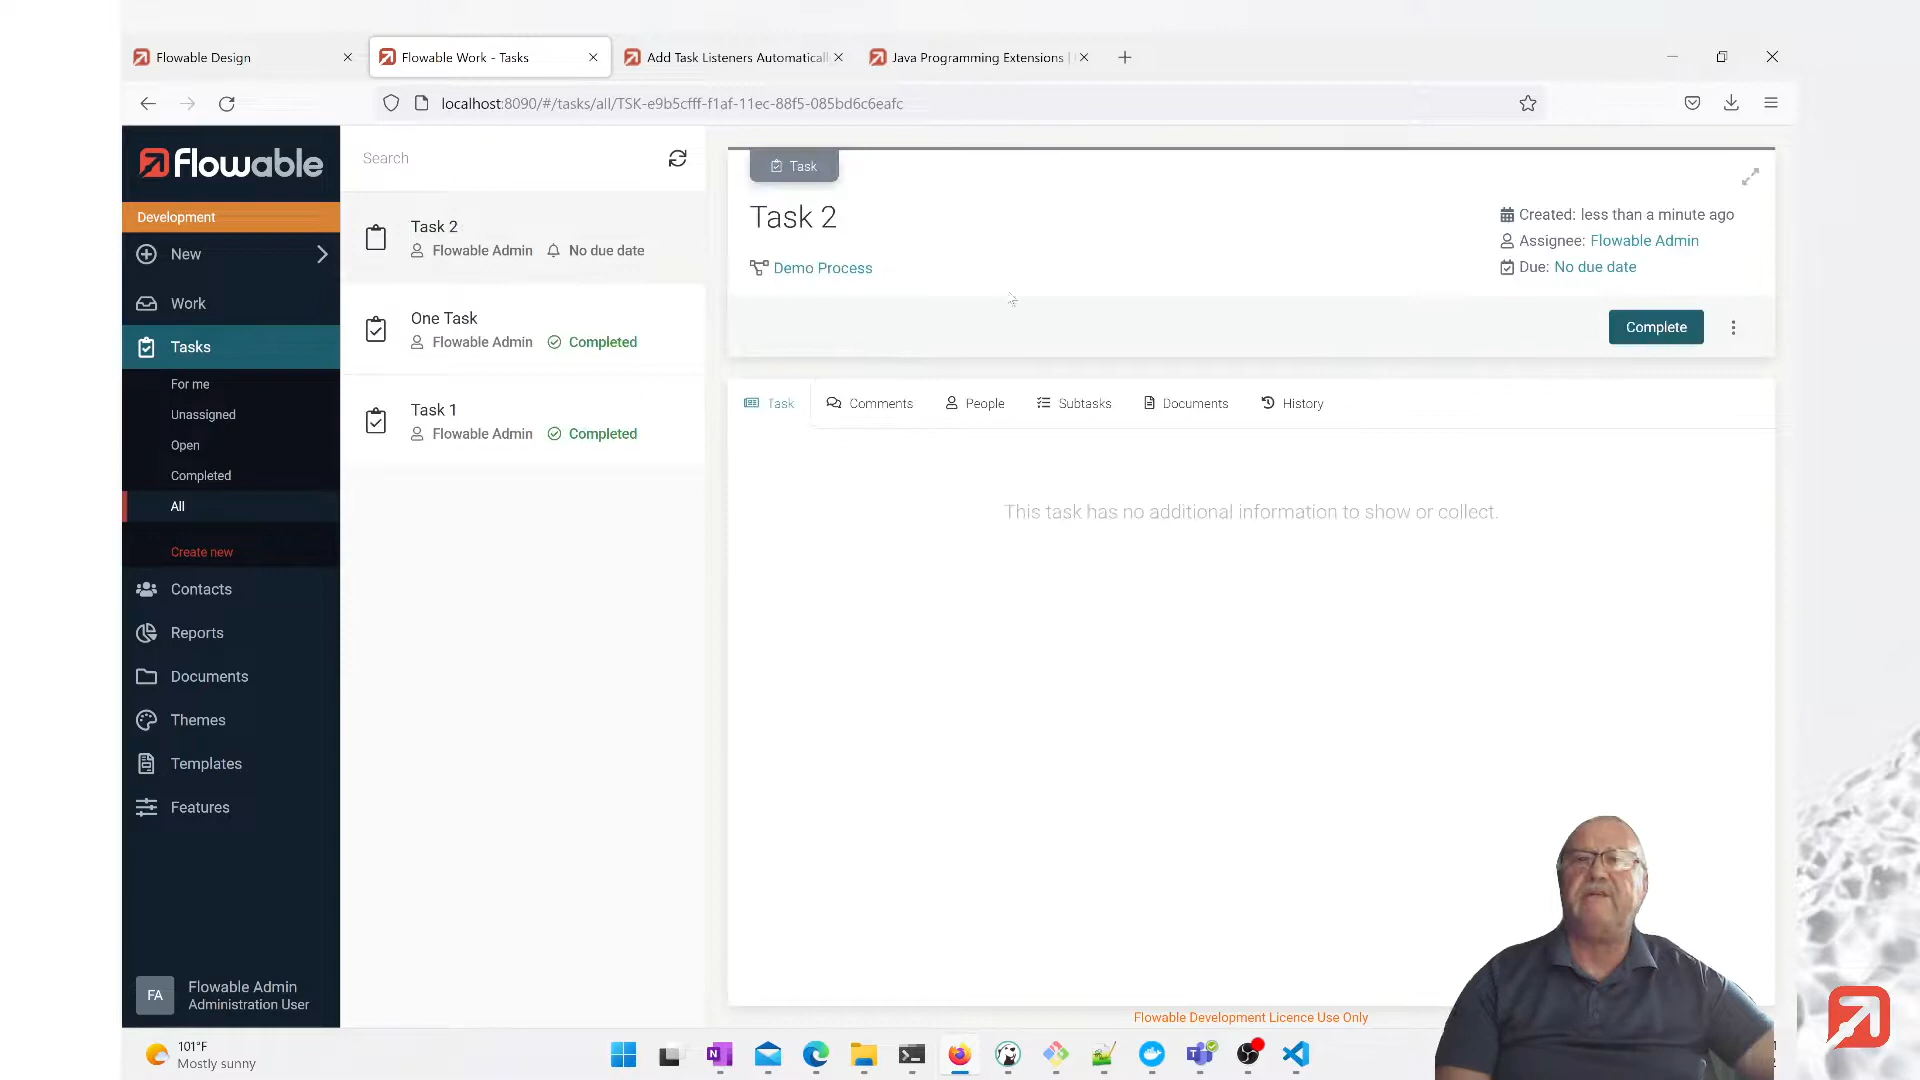 Flowable Design
Flowable Work - Tasks
Add Task Listeners Automaticall
Java Programming Extensions |
localhost:8090/#/tasks/all/TSK-e9b5cfff-f1af-11ec-88f5-085bd6c6eafc
Flowable
Development
New
Work
Tasks
For me
Unassigned
Open
Completed
All
Create new
Contacts
Reports
Documents
Themes
Templates
Features
FA
Flowable Admin
Administration User
Search
Task 2
Flowable Admin
No due date
One Task
Flowable Admin
Completed
Task 1
Flowable Admin
Completed
Task
Task 2
Demo Process
Created: less than a minute ago
Assignee: Flowable Admin
Due: No due date
Complete
Task
Comments
People
Subtasks
Documents
History
This task has no additional information to show or collect.
Flowable Development Licence Use Only
101°F
Mostly sunny